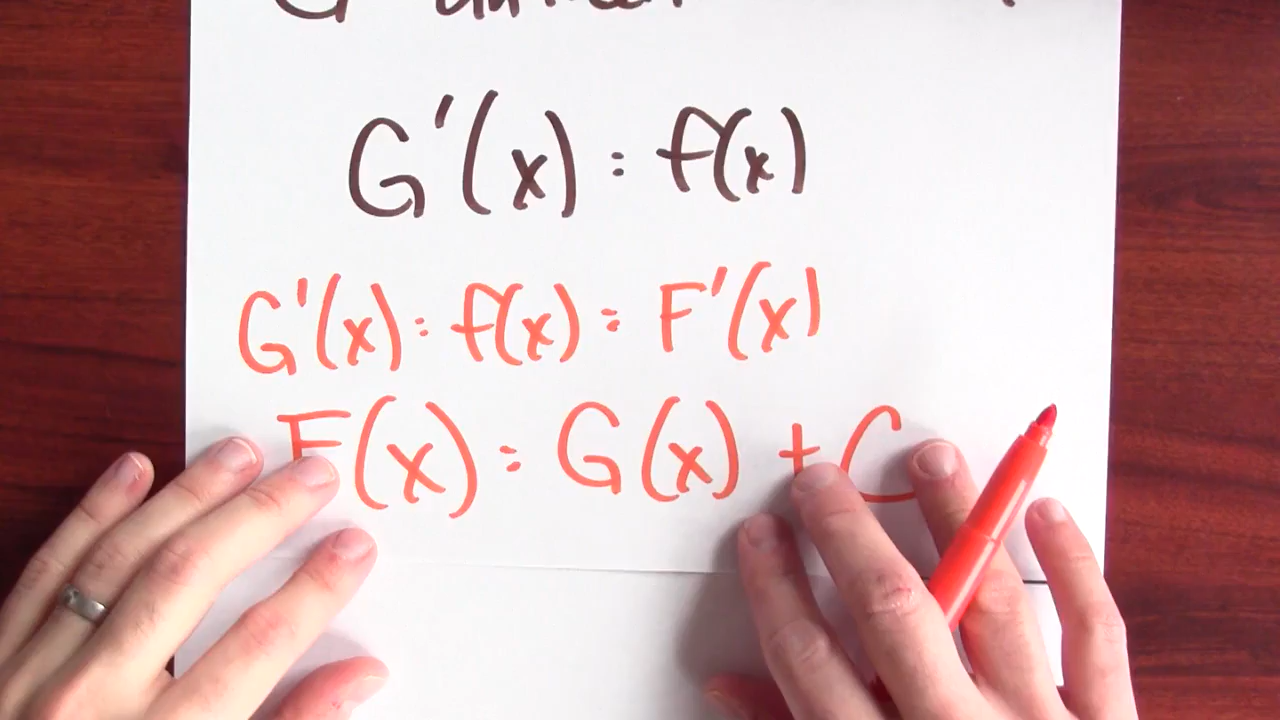 G'(x) = f(x)
G'(x) = f(x) = F'(x)
F(x) = G(x) + C